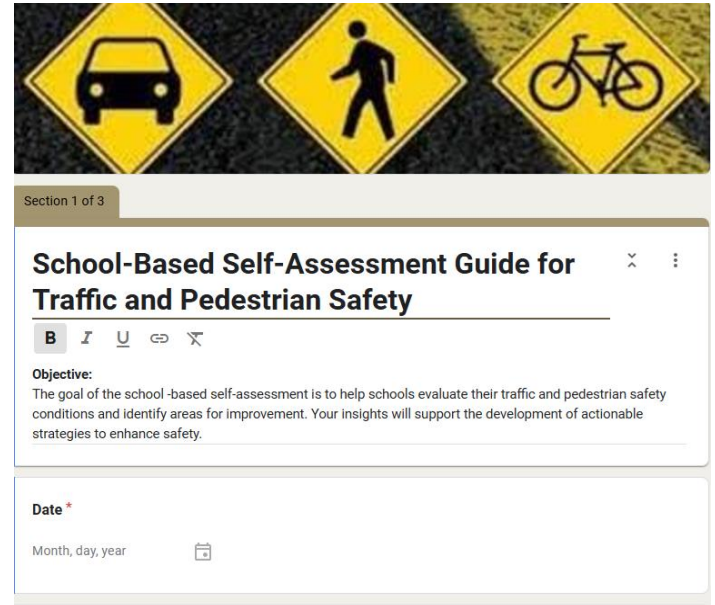 Section 1 of 3
School-Based Self-Assessment Guide for
Traffic and Pedestrian Safety
B I U
Objective:
The goal of the school -based self-assessment is to help schools evaluate their traffic and pedestrian safety
conditions and identify areas for improvement. Your insights will support the development of actionable
strategies to enhance safety.
Date *
Month, day, year